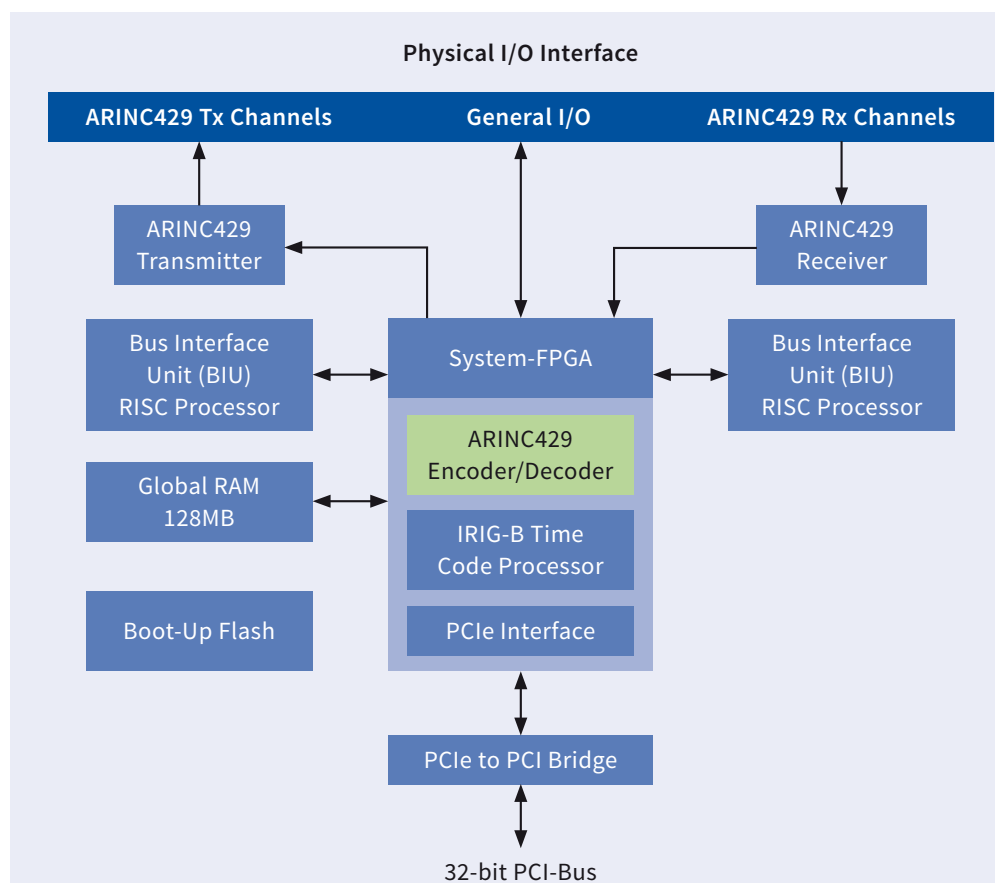 Physical I/O Interface
ARINC429 Tx Channels
General I/O
ARINC429 Rx Channels
ARINC429
Transmitter
ARINC429
Receiver
Bus Interface
Unit (BIU)
RISC Processor
System-FPGA
Bus Interface
Unit (BIU)
RISC Processor
ARINC429
Encoder/Decoder
Global RAM
128MB
IRIG-B Time
Code Processor
Boot-Up Flash
PCIe Interface
PCIe to PCI Bridge
32-bit PCI-Bus